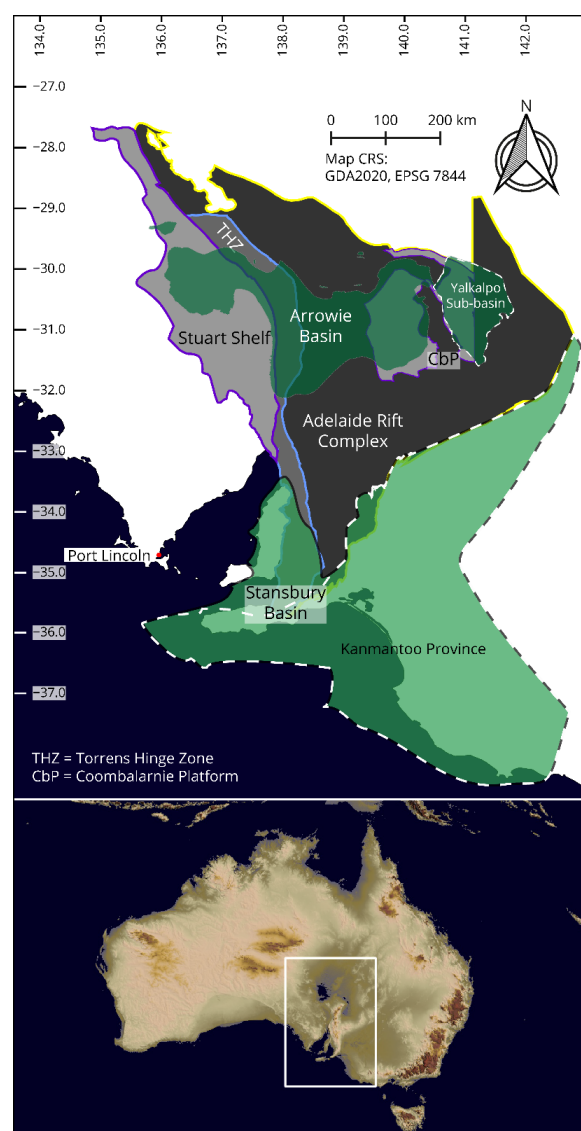 134.0
135.0
136.0
137.0
138.0
139.0
140.0
141.0
142.0
−27.0
−28.0
−29.0
−30.0
−31.0
−32.0
−33.0
−34.0
−35.0
−36.0
−37.0
0 100 200 km
Map CRS:
GDA2020, EPSG 7844
N
THZ
Yalkalpo
Sub-basin
Arrowie
Basin
Stuart Shelf
CbP
Adelaide Rift
Complex
Port Lincoln
Stansbury
Basin
Kanmantoo Province
THZ = Torrens Hinge Zone
CbP = Coombalarnie Platform